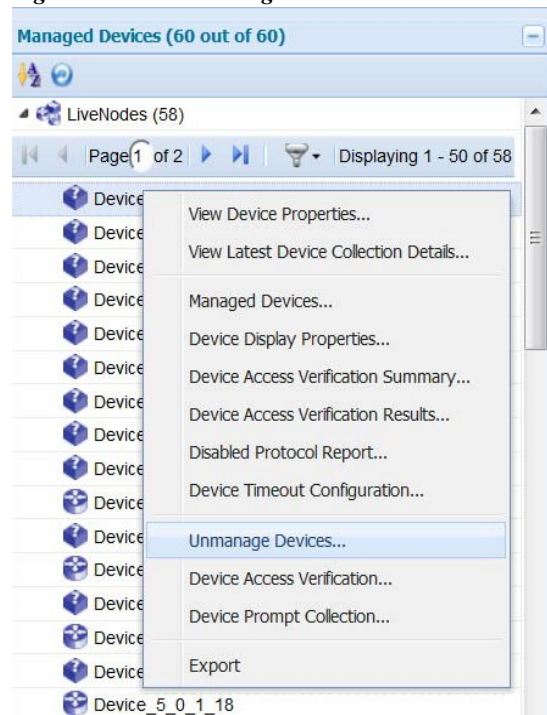 Managed Devices (60 out of 60)
LiveNodes (58)
Page 1 of 2 Displaying 1 - 50 of 58
Device
View Device Properties...
Device
View Latest Device Collection Details...
Device
Device
Managed Devices...
Device
Device Display Properties...
Device
Device Access Verification Summary...
Device
Device Access Verification Results...
Device
Disabled Protocol Report...
Device
Device Timeout Configuration...
Device
Device
Unmanage Devices...
Device
Device Access Verification...
Device
Device Prompt Collection...
Device
Device
Export
Device_5_0_1_18